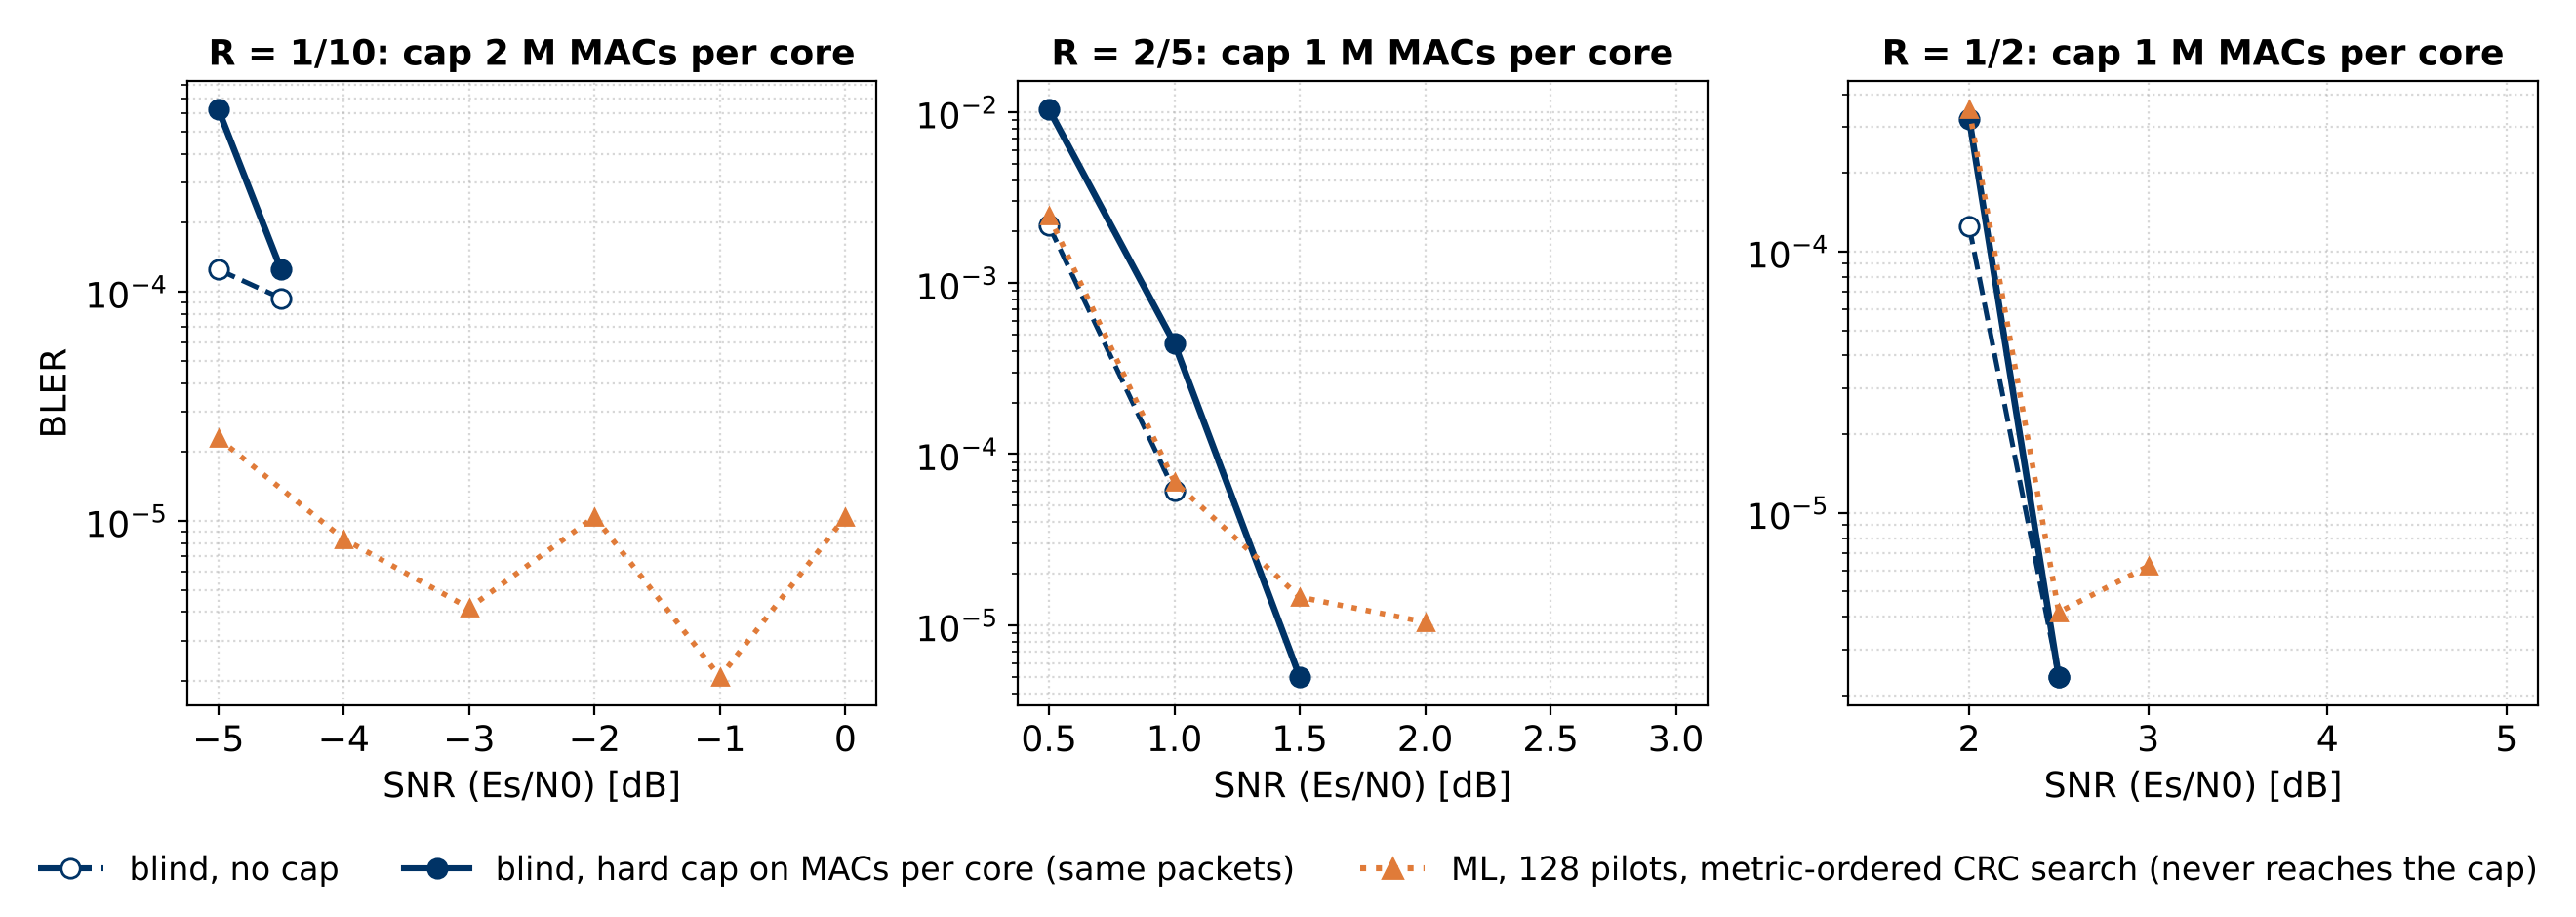 R = 1/10: cap 2 M MACs per core
R = 2/5: cap 1 M MACs per core
R = 1/2: cap 1 M MACs per core
BLER
10⁻⁴
10⁻⁵
−5 −4 −3 −2 −1 0
SNR (Es/N0) [dB]
10⁻²
10⁻³
10⁻⁴
10⁻⁵
0.5 1.0 1.5 2.0 2.5 3.0
SNR (Es/N0) [dB]
10⁻⁴
10⁻⁵
2 3 4 5
SNR (Es/N0) [dB]
blind, no cap
blind, hard cap on MACs per core (same packets)
ML, 128 pilots, metric-ordered CRC search (never reaches the cap)